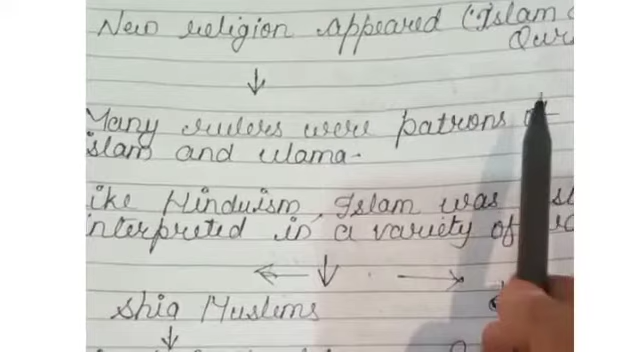 New religion appeared (Islam
Qur
Many rulers were patrons of
islam and ulama.
ike Hinduism, Islam was
interpreted in a variety of
shia Muslims